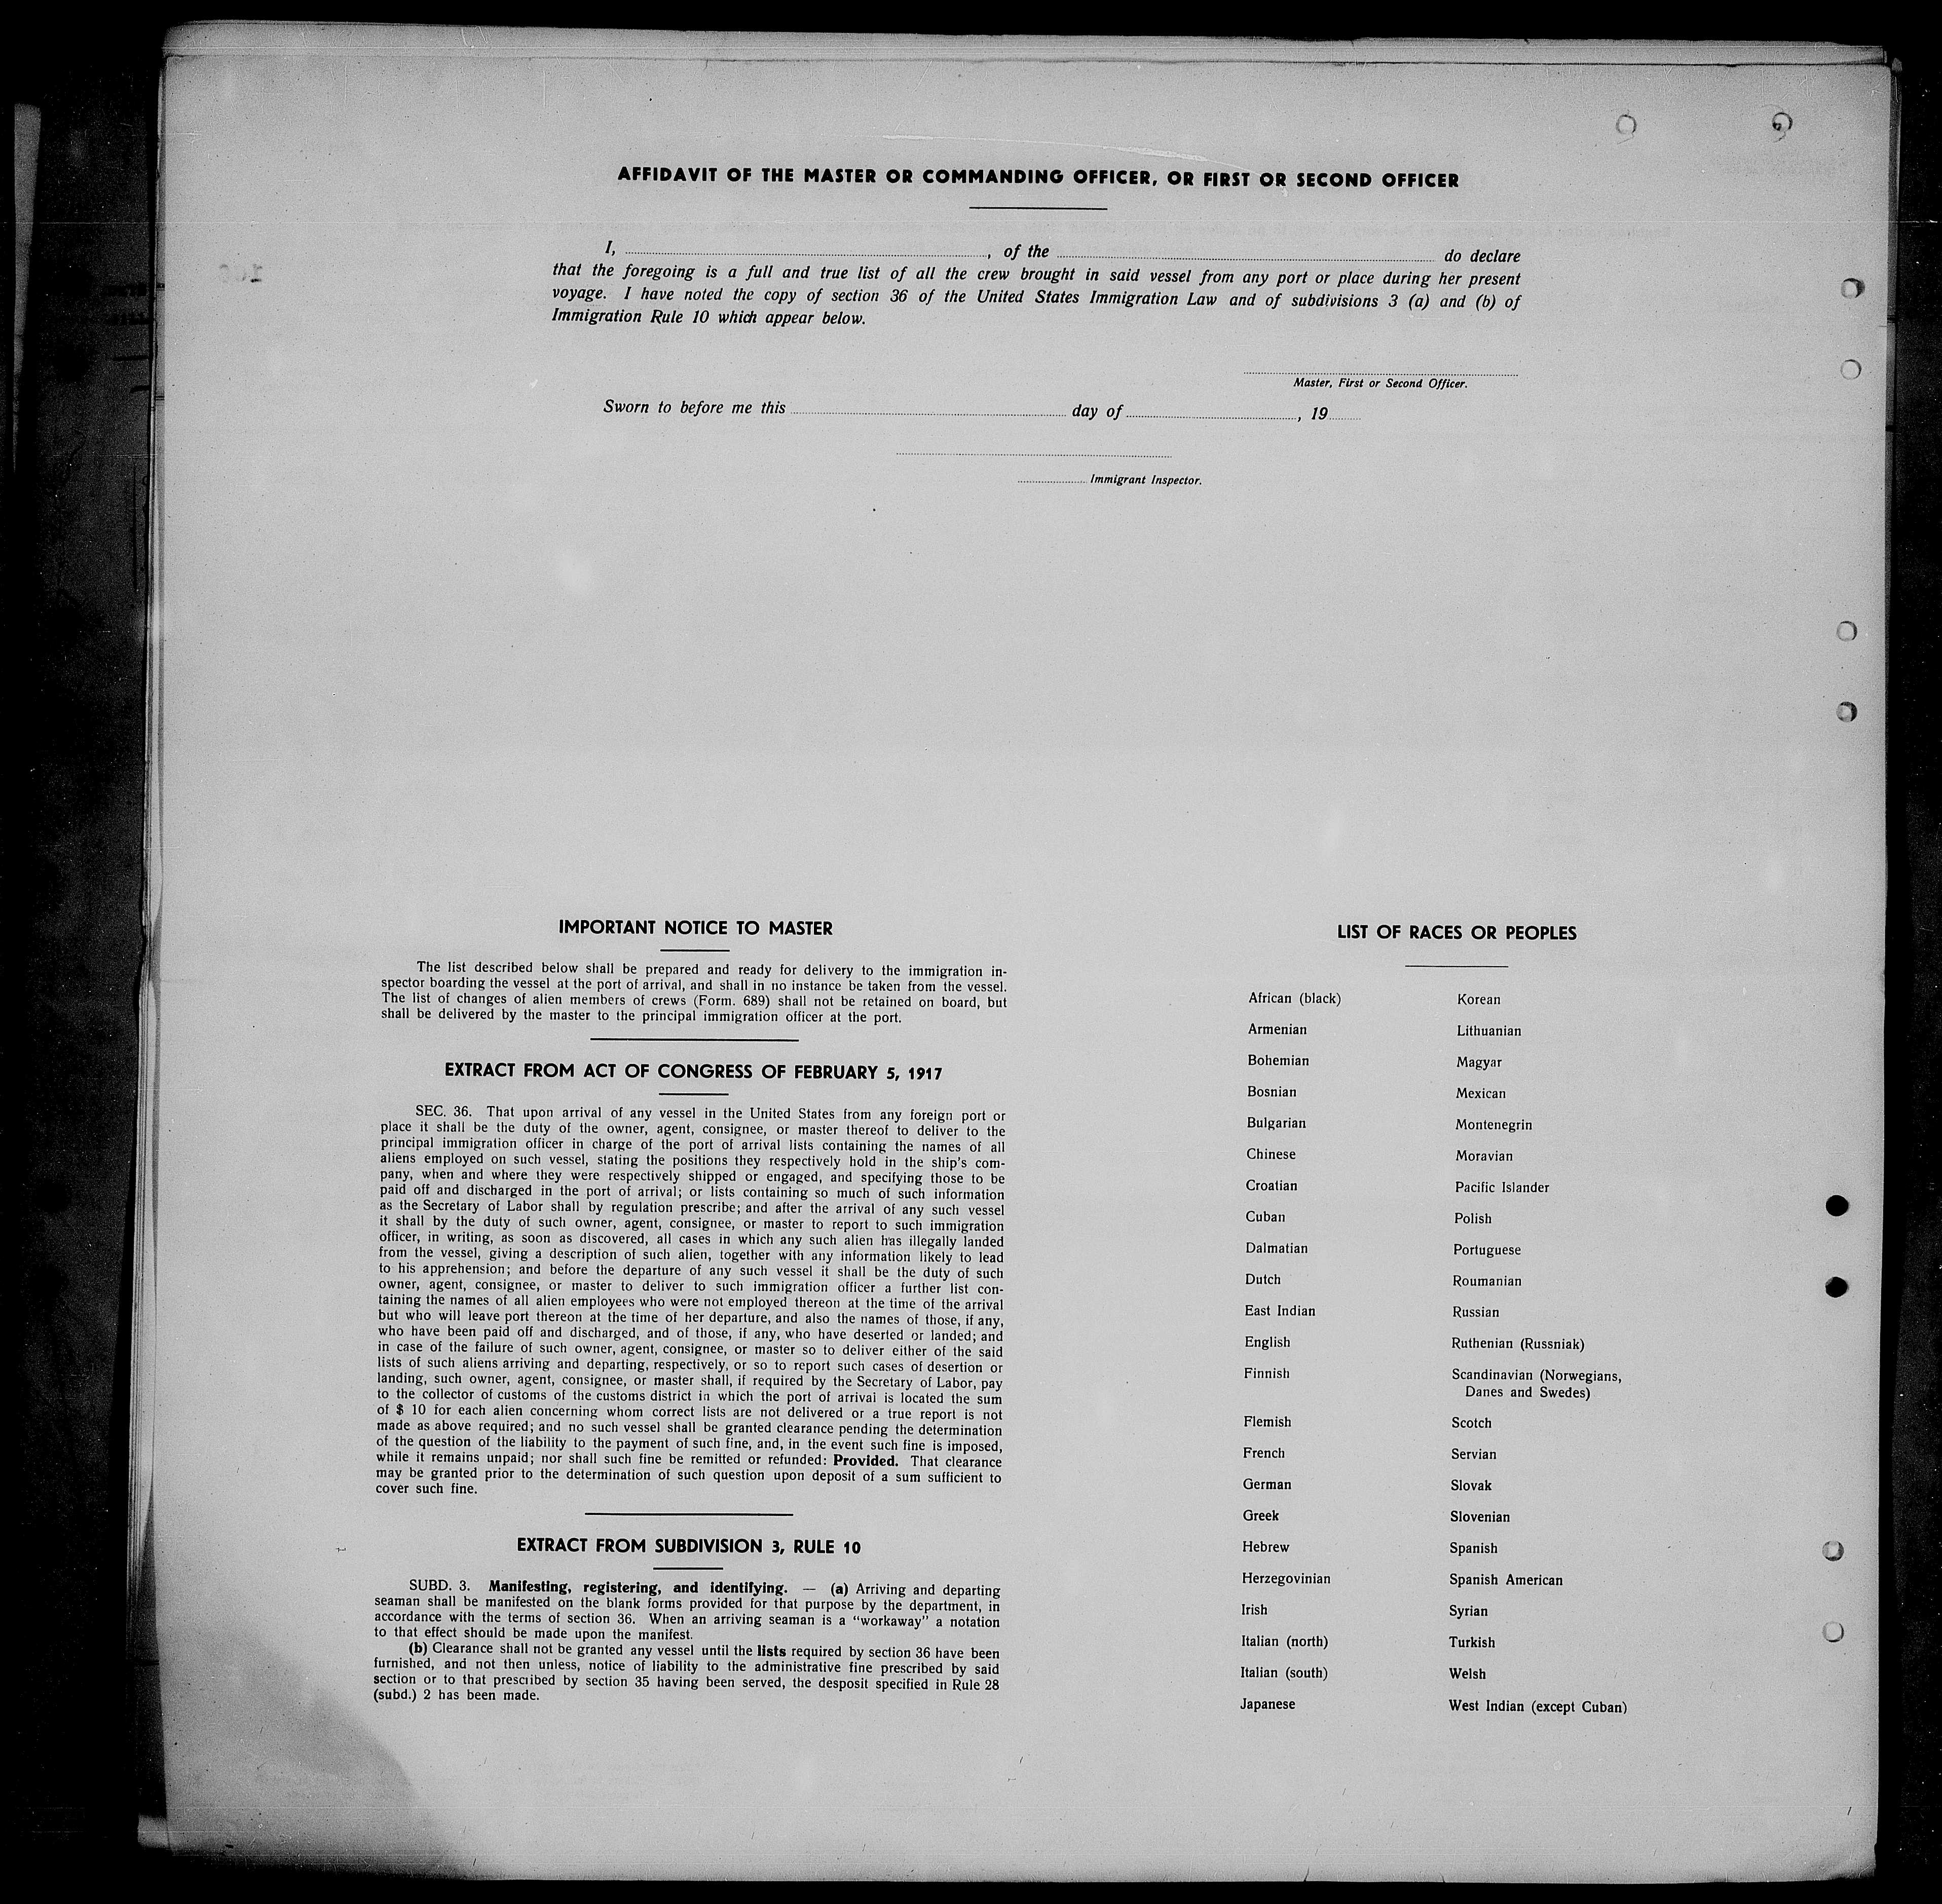 AFFIDAVIT OF THE MASTER OR COMMANDING OFFICER, OR FIRST OR SECOND OFFICER
I, ........, of the ........ do declare
that the foregoing is a full and true list of all the crew brought in said vessel from any port or place during her present
voyage. I have noted the copy of section 36 of the United States Immigration Law and of subdivisions 3 (a) and (b) of
Immigration Rule 10 which appear below.
Master, First or Second Officer.
Sworn to before me this ........ day of ........, 19....
........ Immigrant Inspector.
IMPORTANT NOTICE TO MASTER
The list described below shall be prepared and ready for delivery to the immigration in-
spector boarding the vessel at the port of arrival, and shall in no instance be taken from the vessel.
The list of changes of alien members of crews (Form. 689) shall not be retained on board, but
shall be delivered by the master to the principal immigration officer at the port.
EXTRACT FROM ACT OF CONGRESS OF FEBRUARY 5, 1917
SEC. 36. That upon arrival of any vessel in the United States from any foreign port or
place it shall be the duty of the owner, agent, consignee, or master thereof to deliver to the
principal immigration officer in charge of the port of arrival lists containing the names of all
aliens employed on such vessel, stating the positions they respectively hold in the ship's com-
pany, when and where they were respectively shipped or engaged, and specifying those to be
paid off and discharged in the port of arrival; or lists containing so much of such information
as the Secretary of Labor shall by regulation prescribe; and after the arrival of any such vessel
it shall by the duty of such owner, agent, consignee, or master to report to such immigration
officer, in writing, as soon as discovered, all cases in which any such alien has illegally landed
from the vessel, giving a description of such alien, together with any information likely to lead
to his apprehension; and before the departure of any such vessel it shall be the duty of such
owner, agent, consignee, or master to deliver to such immigration officer a further list con-
taining the names of all alien employees who were not employed thereon at the time of the arrival
but who will leave port thereon at the time of her departure, and also the names of those, if any,
who have been paid off and discharged, and of those, if any, who have deserted or landed; and
in case of the failure of such owner, agent, consignee, or master so to deliver either of the said
lists of such aliens arriving and departing, respectively, or so to report such cases of desertion or
landing, such owner, agent, consignee, or master shall, if required by the Secretary of Labor, pay
to the collector of customs of the customs district in which the port of arrival is located the sum
of $ 10 for each alien concerning whom correct lists are not delivered or a true report is not
made as above required; and no such vessel shall be granted clearance pending the determination
of the question of the liability to the payment of such fine, and, in the event such fine is imposed,
while it remains unpaid; nor shall such fine be remitted or refunded: Provided. That clearance
may be granted prior to the determination of such question upon deposit of a sum sufficient to
cover such fine.
EXTRACT FROM SUBDIVISION 3, RULE 10
SUBD. 3. Manifesting, registering, and identifying. — (a) Arriving and departing
seaman shall be manifested on the blank forms provided for that purpose by the department, in
accordance with the terms of section 36. When an arriving seaman is a "workaway" a notation
to that effect should be made upon the manifest.
(b) Clearance shall not be granted any vessel until the lists required by section 36 have been
furnished, and not then unless, notice of liability to the administrative fine prescribed by said
section or to that prescribed by section 35 having been served, the desposit specified in Rule 28
(subd.) 2 has been made.
LIST OF RACES OR PEOPLES
African (black) Korean
Armenian Lithuanian
Bohemian Magyar
Bosnian Mexican
Bulgarian Montenegrin
Chinese Moravian
Croatian Pacific Islander
Cuban Polish
Dalmatian Portuguese
Dutch Roumanian
East Indian Russian
English Ruthenian (Russniak)
Finnish Scandinavian (Norwegians,
Danes and Swedes)
Flemish Scotch
French Servian
German Slovak
Greek Slovenian
Hebrew Spanish
Herzegovinian Spanish American
Irish Syrian
Italian (north) Turkish
Italian (south) Welsh
Japanese West Indian (except Cuban)